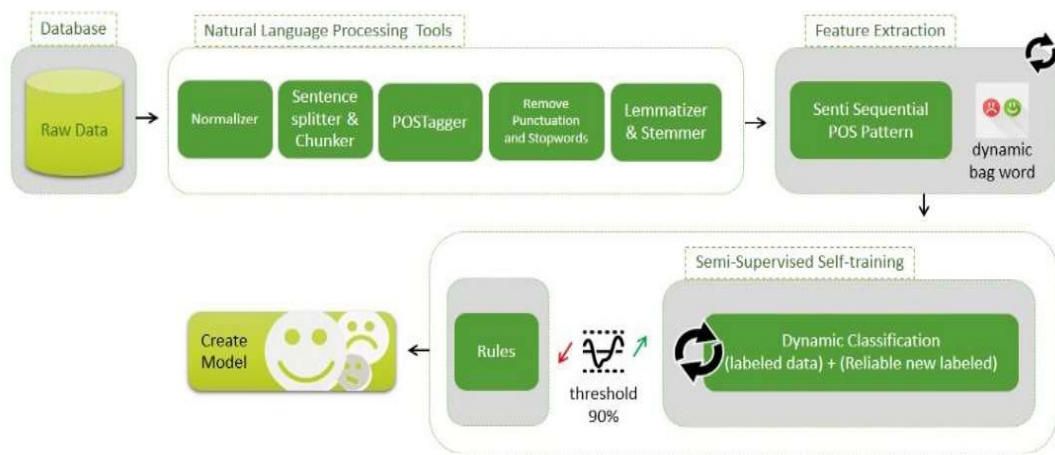 Database
Raw Data
Natural Language Processing Tools
Normalizer
Sentence
splitter &
Chunker
POSTagger
Remove
Punctuation
and Stopwords
Lemmatizer
& Stemmer
Feature Extraction
Senti Sequential
POS Pattern
dynamic
bag word
Semi-Supervised Self-training
Dynamic Classification
(labeled data) + (Reliable new labeled)
threshold
90%
Rules
Create
Model